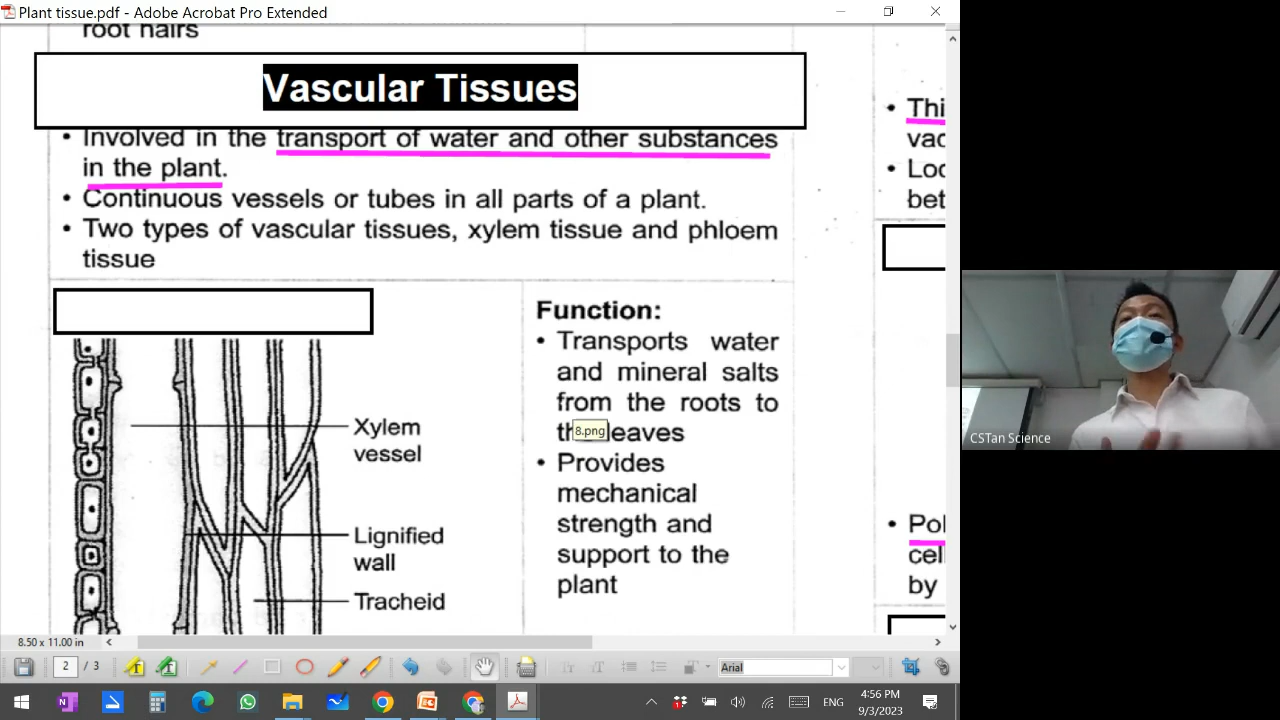 Plant tissue.pdf - Adobe Acrobat Pro Extended
root hairs
Vascular Tissues
• Involved in the transport of water and other substances
in the plant.
• Continuous vessels or tubes in all parts of a plant.
• Two types of vascular tissues, xylem tissue and phloem
tissue
Xylem
vessel
Lignified
wall
Tracheid
Function:
• Transports water
and mineral salts
from the roots to
leaves
8.png
• Provides
mechanical
strength and
support to the
plant
• Thi
vac
• Loc
bet
• Pol
cel
by
CSTan Science
8.50 x 11.00 in
2 / 3
T T
Arial
4:56 PM
ENG
9/3/2023